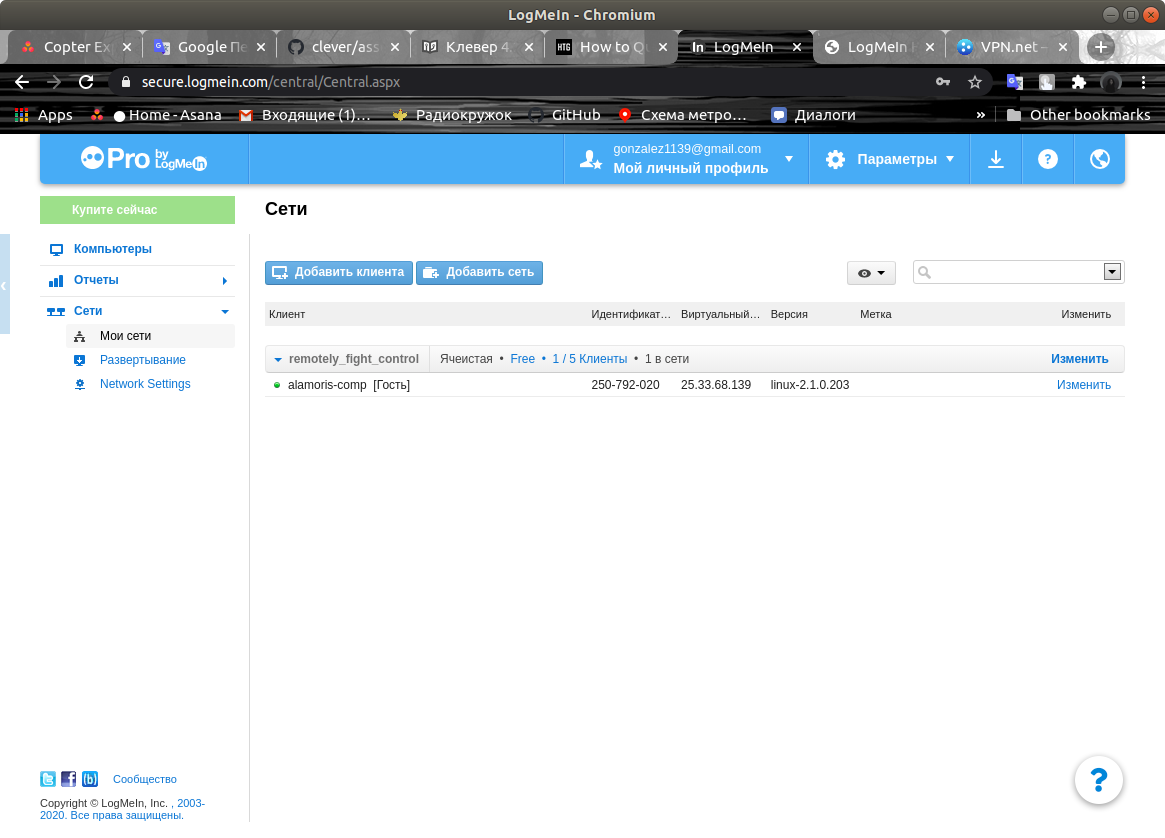 LogMeIn - Chromium
Copter Ex
Google Пе
clever/ass
Клевер 4.
HTG How to Qu
In LogMeIn
LogMeIn
VPN.net –
secure.logmein.com/central/Central.aspx
Apps
Home - Asana
Входящие (1)…
Радиокружок
GitHub
Схема метро…
Диалоги
»
Other bookmarks
Pro by LogMeIn
gonzalez1139@gmail.com
Мой личный профиль
Параметры
?
Купите сейчас
Сети
Компьютеры
Отчеты
Сети
Мои сети
Развертывание
Network Settings
Добавить клиента
Добавить сеть
Клиент Идентификат… Виртуальный… Версия Метка Изменить
remotely_fight_control Ячеистая • Free • 1 / 5 Клиенты • 1 в сети Изменить
alamoris-comp [Гость] 250-792-020 25.33.68.139 linux-2.1.0.203 Изменить
Сообщество
Copyright © LogMeIn, Inc. , 2003-
2020. Все права защищены.
?